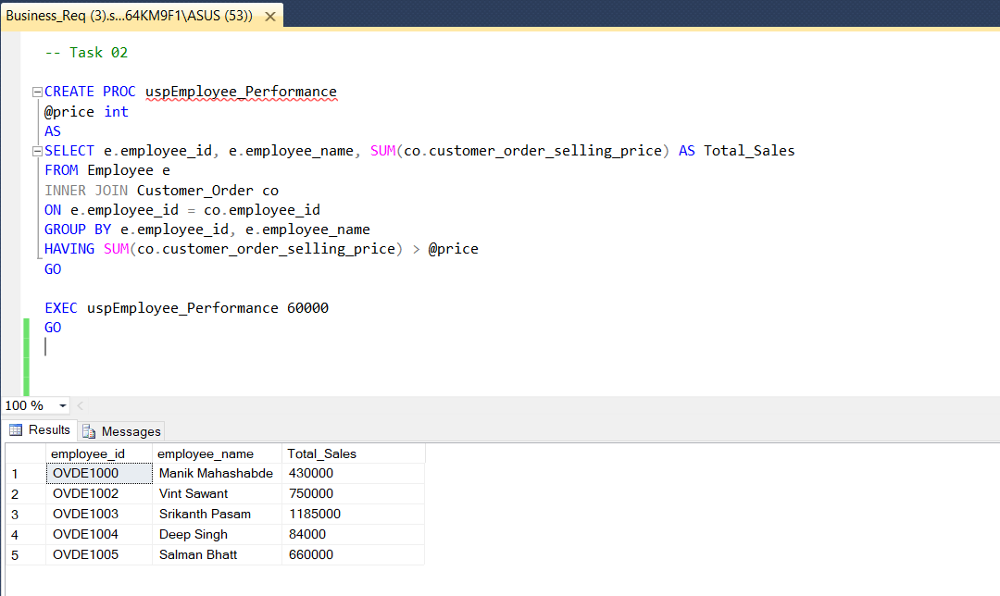 Business_Req (3).s...64KM9F1\ASUS (53))
-- Task 02
CREATE PROC uspEmployee_Performance
@price int
AS
SELECT e.employee_id, e.employee_name, SUM(co.customer_order_selling_price) AS Total_Sales
FROM Employee e
INNER JOIN Customer_Order co
ON e.employee_id = co.employee_id
GROUP BY e.employee_id, e.employee_name
HAVING SUM(co.customer_order_selling_price) > @price
GO
EXEC uspEmployee_Performance 60000
GO
100 %
Results Messages
employee_id employee_name Total_Sales
1 OVDE1000 Manik Mahashabde 430000
2 OVDE1002 Vint Sawant 750000
3 OVDE1003 Srikanth Pasam 1185000
4 OVDE1004 Deep Singh 84000
5 OVDE1005 Salman Bhatt 660000